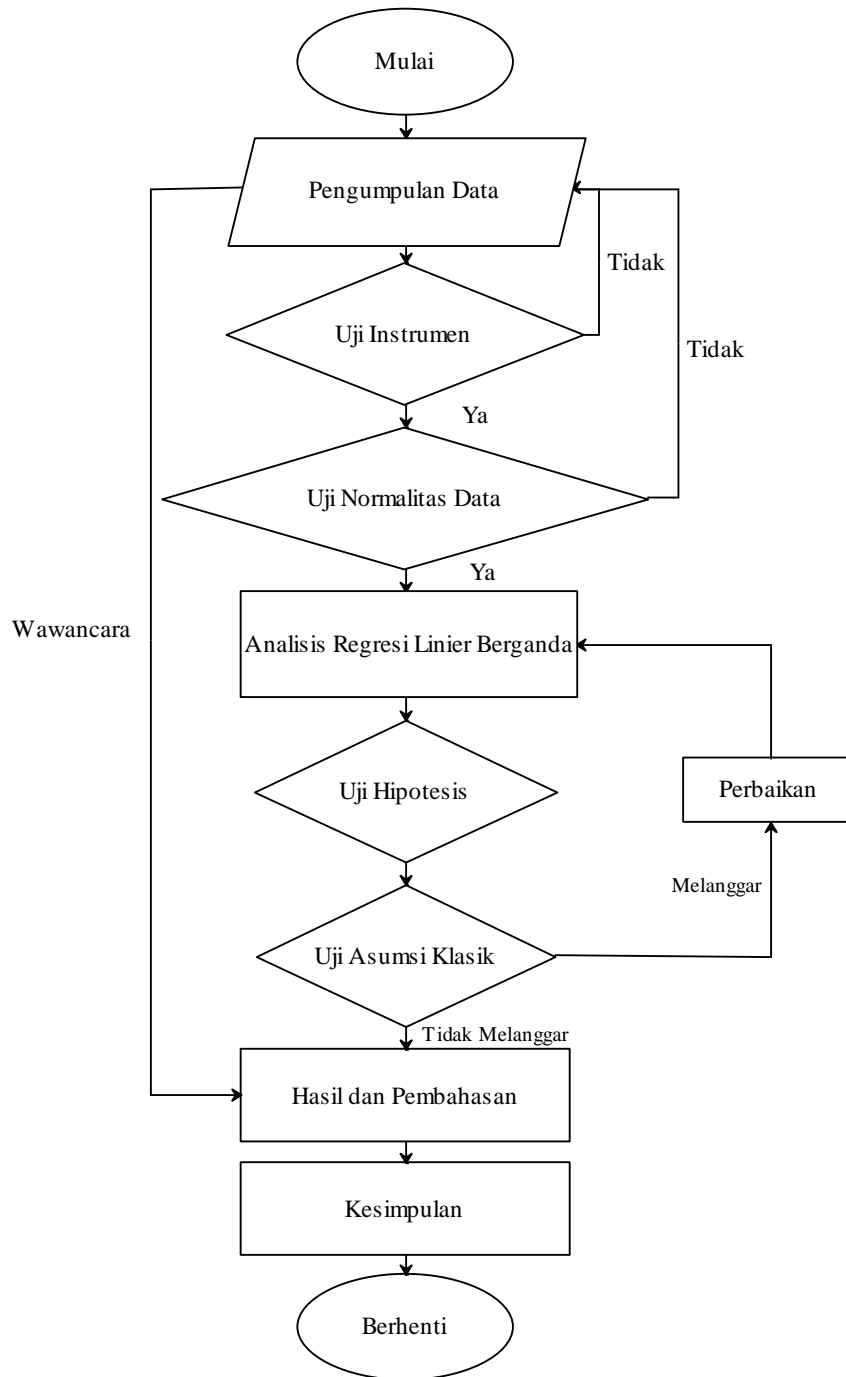 Mulai
Pengumpulan Data
Tidak
Uji Instrumen
Tidak
Ya
Uji Normalitas Data
Ya
Wawancara
Analisis Regresi Linier Berganda
Uji Hipotesis
Perbaikan
Melanggar
Uji Asumsi Klasik
Tidak Melanggar
Hasil dan Pembahasan
Kesimpulan
Berhenti